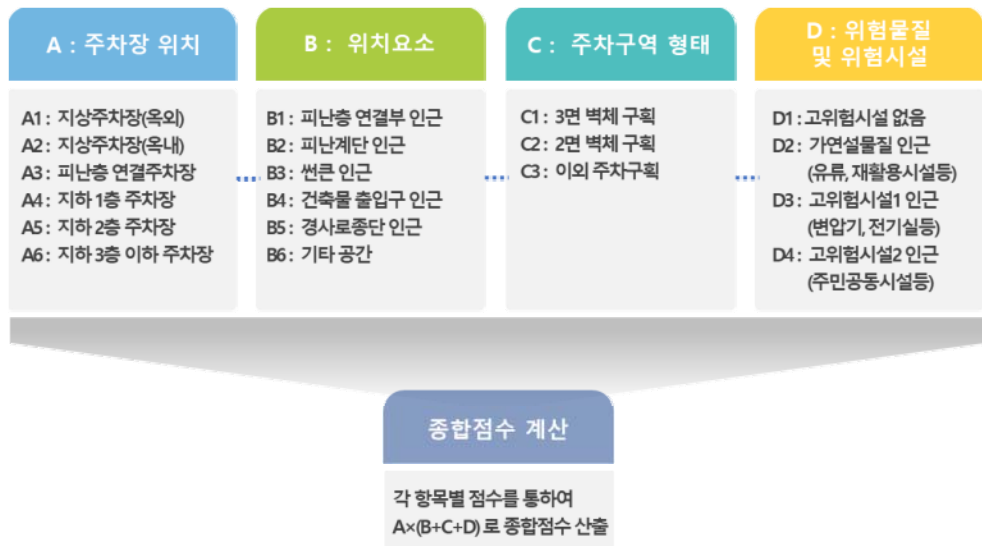 A : 주차장 위치
A1 : 지상주차장(옥외)
A2 : 지상주차장(옥내)
A3 : 피난층 연결주차장
A4 : 지하 1층 주차장
A5 : 지하 2층 주차장
A6 : 지하 3층 이하 주차장
B : 위치요소
B1 : 피난층 연결부 인근
B2 : 피난계단 인근
B3 : 썬큰 인근
B4 : 건축물 출입구 인근
B5 : 경사로종단 인근
B6 : 기타 공간
C : 주차구역 형태
C1 : 3면 벽체 구획
C2 : 2면 벽체 구획
C3 : 이외 주차구획
D : 위험물질
및 위험시설
D1 : 고위험시설 없음
D2 : 가연설물질 인근
(유류, 재활용시설등)
D3 : 고위험시설1 인근
(변압기, 전기실등)
D4 : 고위험시설2 인근
(주민공동시설등)
종합점수 계산
각 항목별 점수를 통하여
A×(B+C+D) 로 종합점수 산출